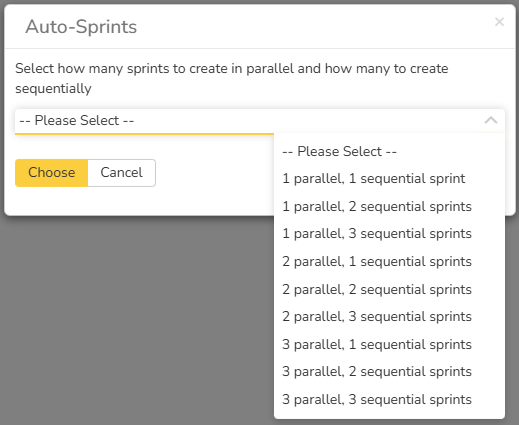 Auto-Sprints
×
Select how many sprints to create in parallel and how many to create
sequentially
-- Please Select --
-- Please Select --
1 parallel, 1 sequential sprint
1 parallel, 2 sequential sprints
1 parallel, 3 sequential sprints
2 parallel, 1 sequential sprints
2 parallel, 2 sequential sprints
2 parallel, 3 sequential sprints
3 parallel, 1 sequential sprints
3 parallel, 2 sequential sprints
3 parallel, 3 sequential sprints
Choose
Cancel